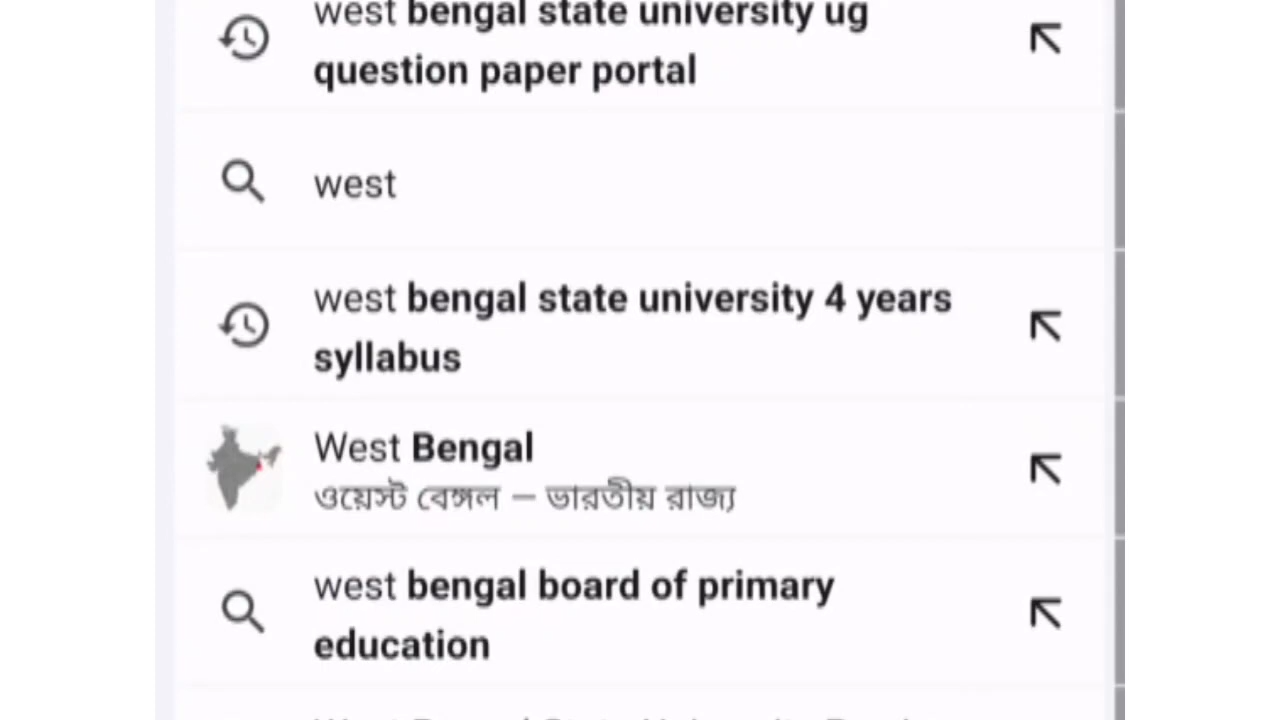 west bengal state university ug
question paper portal
west
west bengal state university 4 years
syllabus
West Bengal
ওয়েস্ট বেঙ্গল — ভারতীয় রাজ্য
west bengal board of primary
education